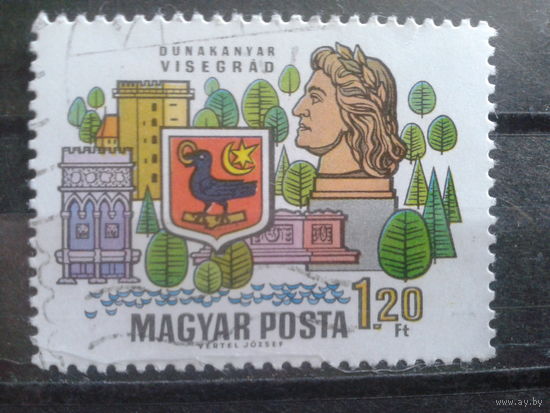 DUNAKANYAR
VISEGRÁD
MAGYAR POSTA
1.20
Ft
VERTEL JÓZSEF
www.ay.by